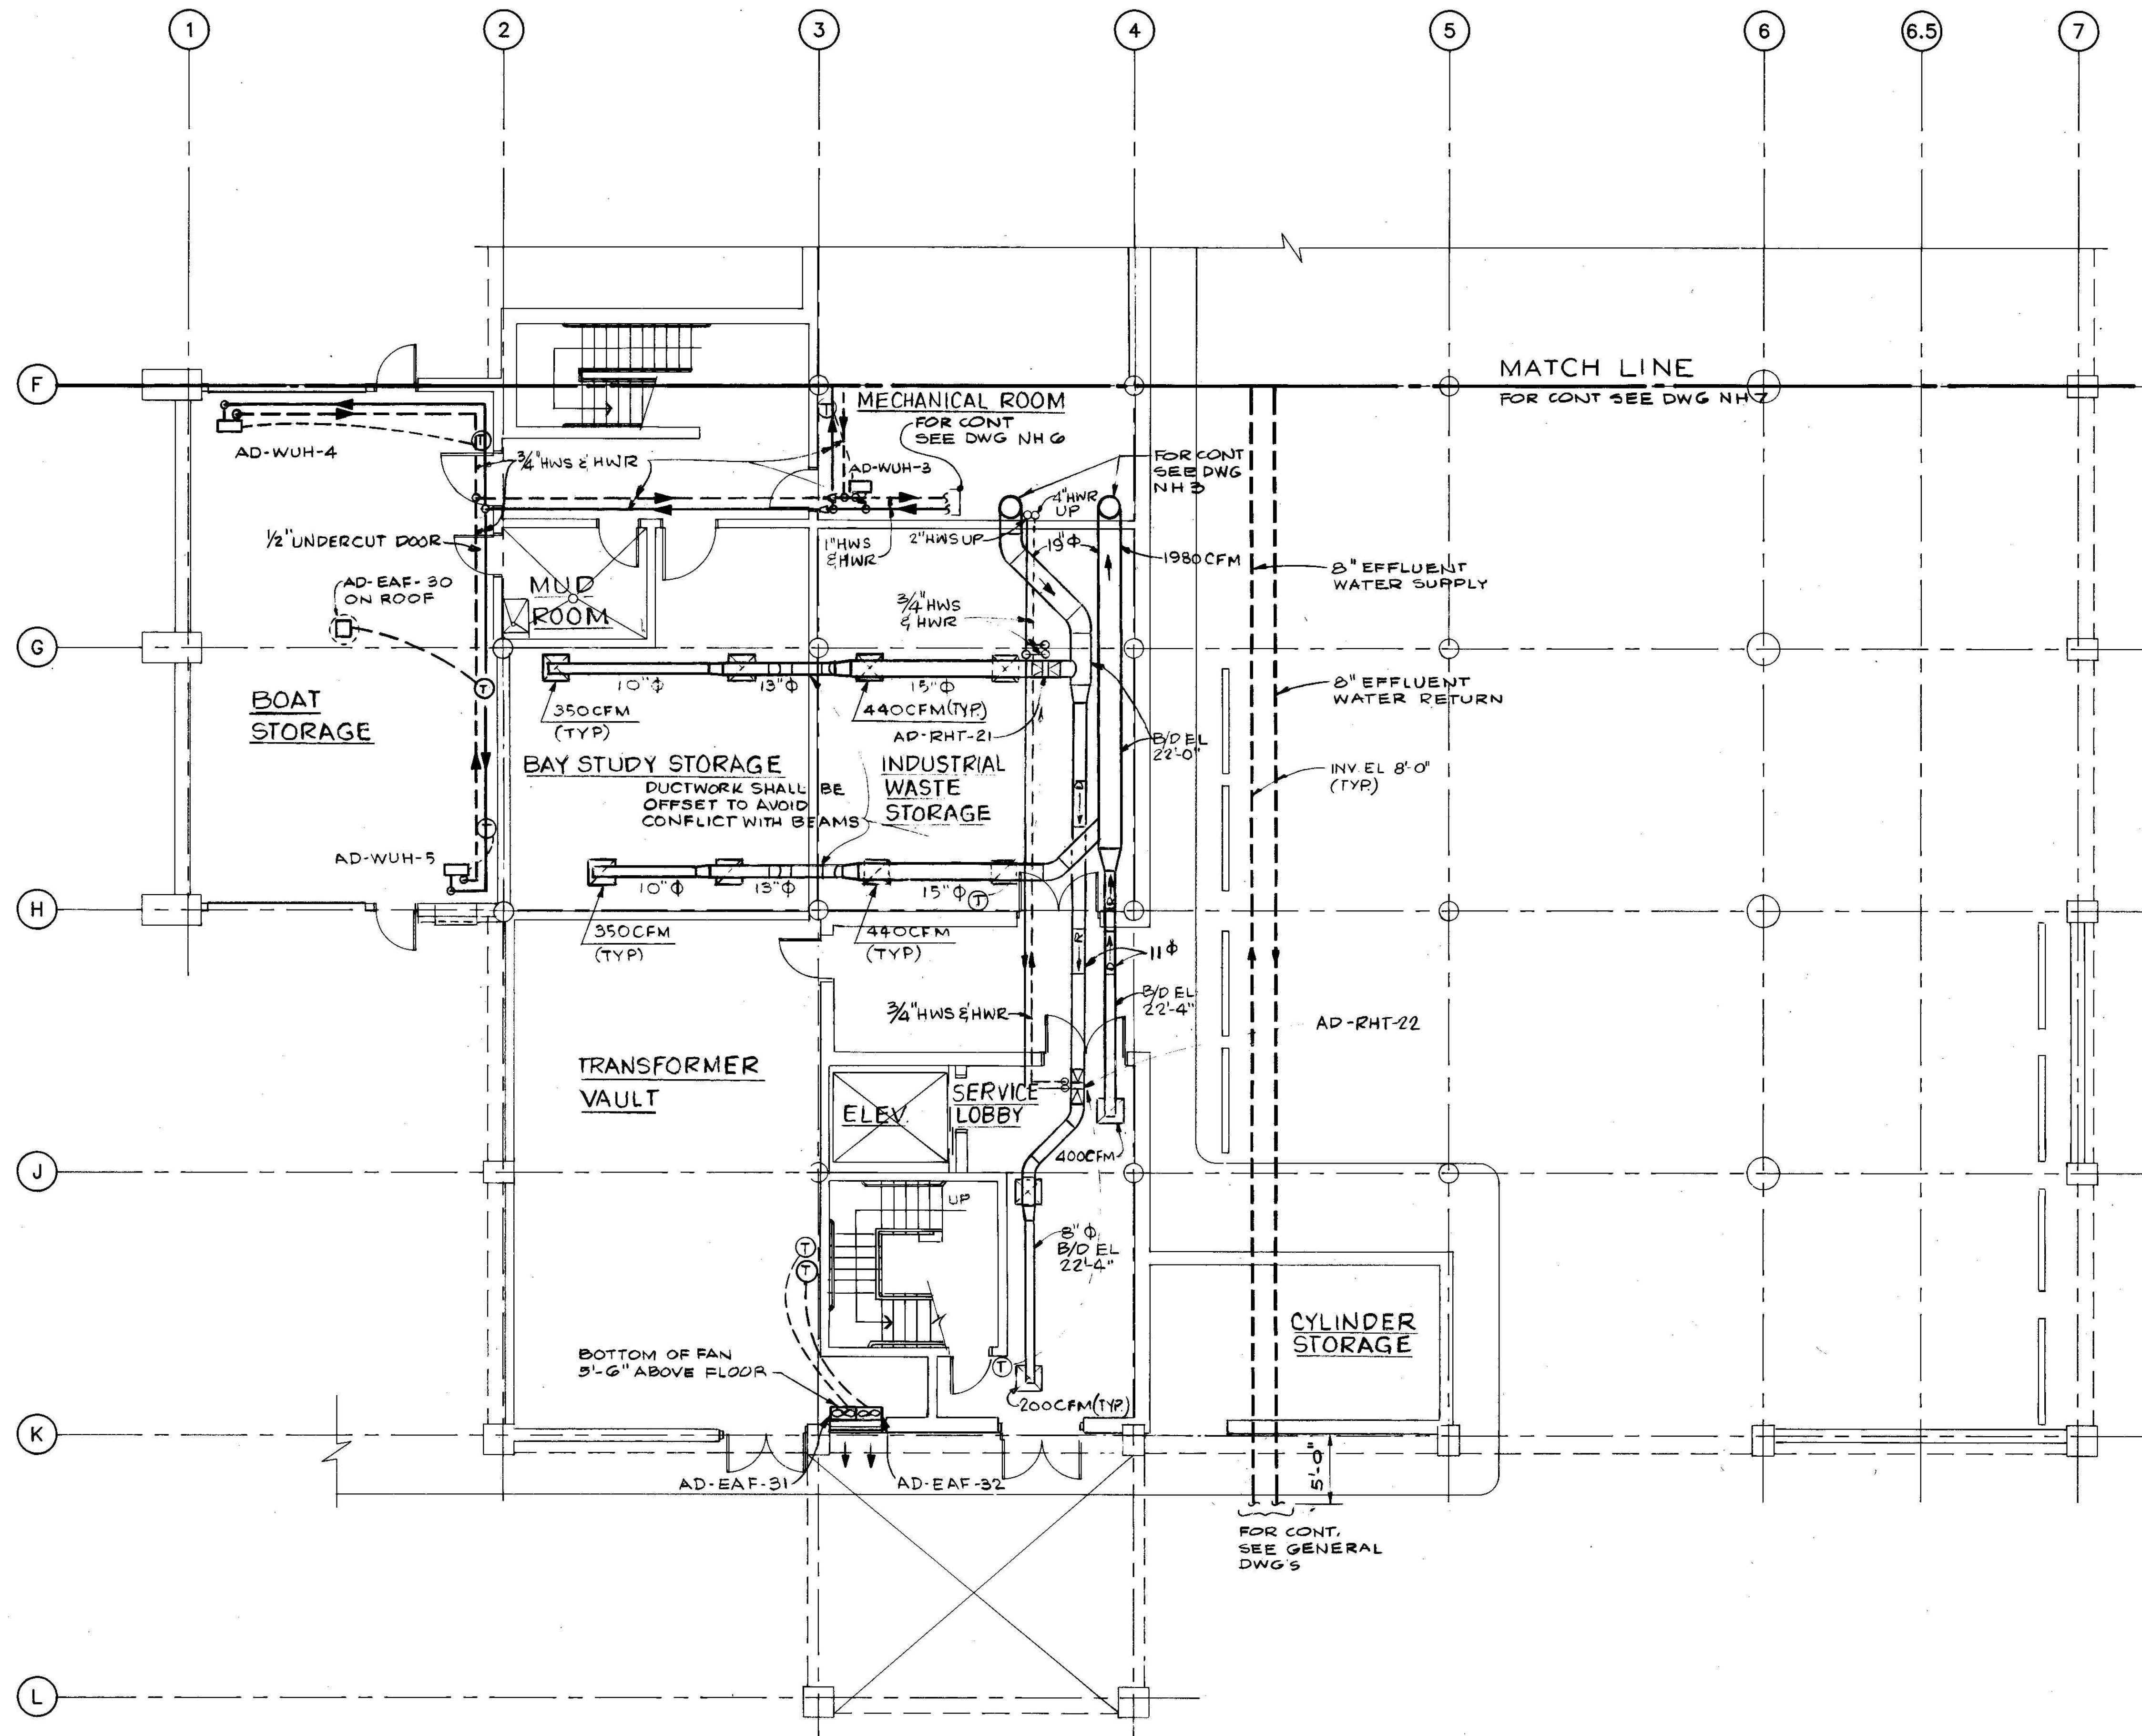 1
2
3
4
5
6
6.5
7
F
MATCH LINE
FOR CONT SEE DWG NH 7
MECHANICAL ROOM
FOR CONT
SEE DWG NH 6
T
AD-WUH-4
T
3/4" HWS & HWR
AD-WUH-3
FOR CONT
SEE DWG
NH 3
4" HWR
UP
2" HWS UP
1" HWS
& HWR
19"Φ
1980 CFM
1/2" UNDERCUT DOOR
AD-EAF-30
ON ROOF
MUD
ROOM
8" EFFLUENT
WATER SUPPLY
3/4" HWS
& HWR
G
10"Φ
13"Φ
15"Φ
T
8" EFFLUENT
WATER RETURN
BOAT
STORAGE
350 CFM
(TYP)
440 CFM (TYP.)
AD-RHT-21
B/D EL
22'-0"
BAY STUDY STORAGE
INDUSTRIAL
WASTE
STORAGE
DUCTWORK SHALL BE
OFFSET TO AVOID
CONFLICT WITH BEAMS
INV. EL 8'-0"
(TYP.)
D
T
AD-WUH-5
10"Φ
13"Φ
15"Φ
T
H
R
350 CFM
(TYP)
440 CFM
(TYP.)
R
D
11"Φ
B/D EL
22'-4"
3/4" HWS & HWR
AD-RHT-22
TRANSFORMER
VAULT
ELEV.
SERVICE
LOBBY
400 CFM
J
UP
8"Φ
B/D EL
22'-4"
T
T
CYLINDER
STORAGE
BOTTOM OF FAN
5'-6" ABOVE FLOOR
T
200 CFM (TYP.)
K
AD-EAF-31
AD-EAF-32
5'-0"
FOR CONT.
SEE GENERAL
DWG'S
L